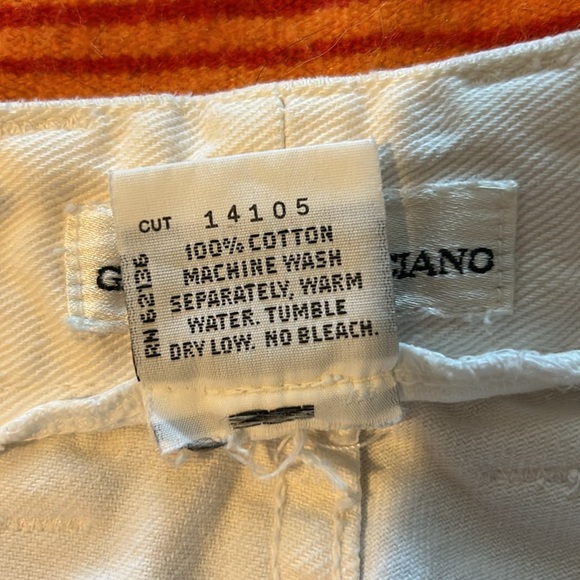 CUT 14105
100% COTTON
MACHINE WASH
SEPARATELY, WARM
WATER. TUMBLE
DRY LOW. NO BLEACH.
RN 62136